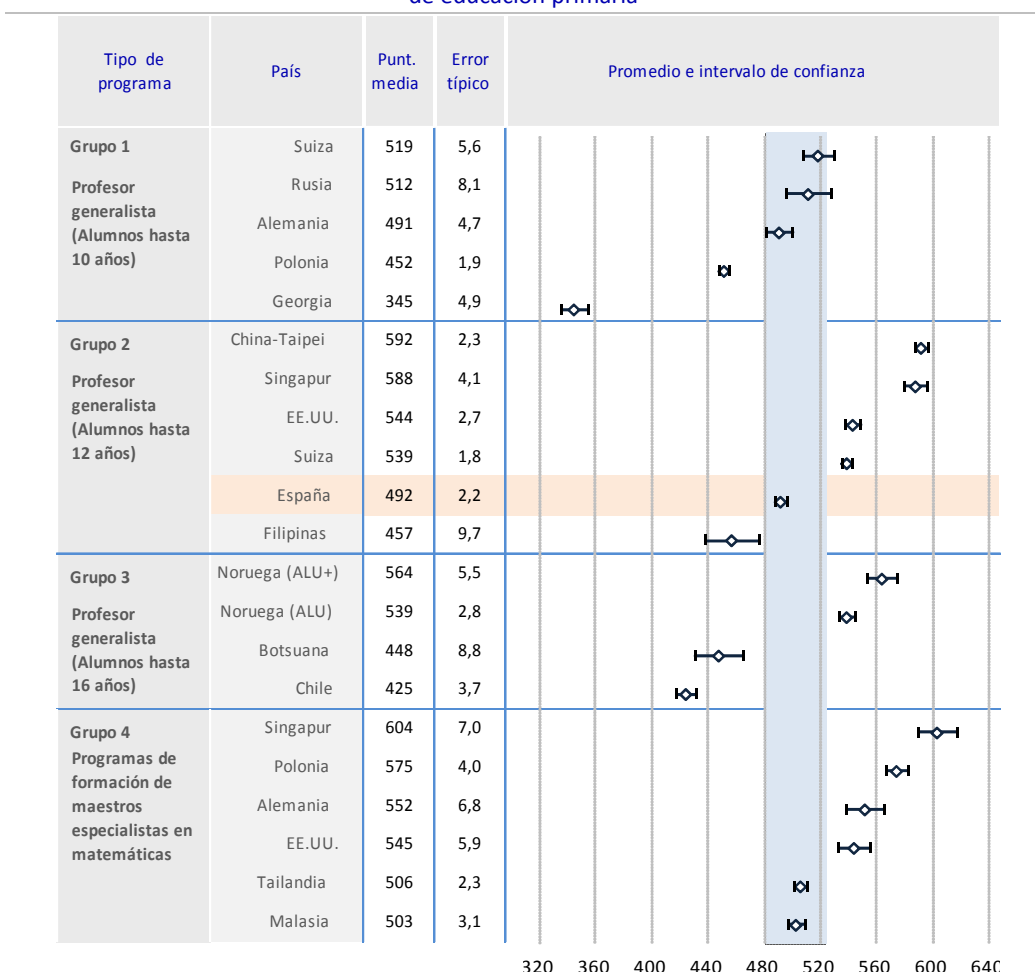 de educación primaria
Tipo de programa País Punt. media Error típico Promedio e intervalo de confianza
Grupo 1
Profesor
generalista
(Alumnos hasta
10 años)
Suiza 519 5,6
Rusia 512 8,1
Alemania 491 4,7
Polonia 452 1,9
Georgia 345 4,9
Grupo 2
Profesor
generalista
(Alumnos hasta
12 años)
China-Taipei 592 2,3
Singapur 588 4,1
EE.UU. 544 2,7
Suiza 539 1,8
España 492 2,2
Filipinas 457 9,7
Grupo 3
Profesor
generalista
(Alumnos hasta
16 años)
Noruega (ALU+) 564 5,5
Noruega (ALU) 539 2,8
Botsuana 448 8,8
Chile 425 3,7
Grupo 4
Programas de
formación de
maestros
especialistas en
matemáticas
Singapur 604 7,0
Polonia 575 4,0
Alemania 552 6,8
EE.UU. 545 5,9
Tailandia 506 2,3
Malasia 503 3,1
320 360 400 440 480 520 560 600 640